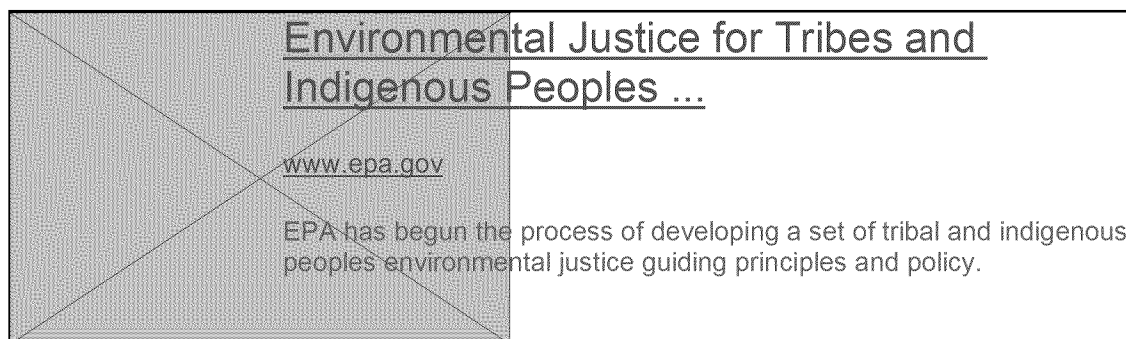 Environmental Justice for Tribes and
Indigenous Peoples ...
www.epa.gov
EPA has begun the process of developing a set of tribal and indigenous
peoples environmental justice guiding principles and policy.